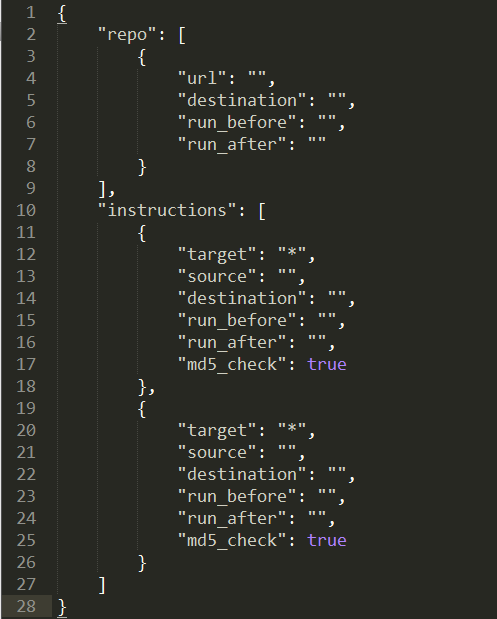 1 {
2     "repo": [
3         {
4             "url": "",
5             "destination": "",
6             "run_before": "",
7             "run_after": ""
8         }
9     ],
10     "instructions": [
11         {
12             "target": "*",
13             "source": "",
14             "destination": "",
15             "run_before": "",
16             "run_after": "",
17             "md5_check": true
18         },
19         {
20             "target": "*",
21             "source": "",
22             "destination": "",
23             "run_before": "",
24             "run_after": "",
25             "md5_check": true
26         }
27     ]
28 }